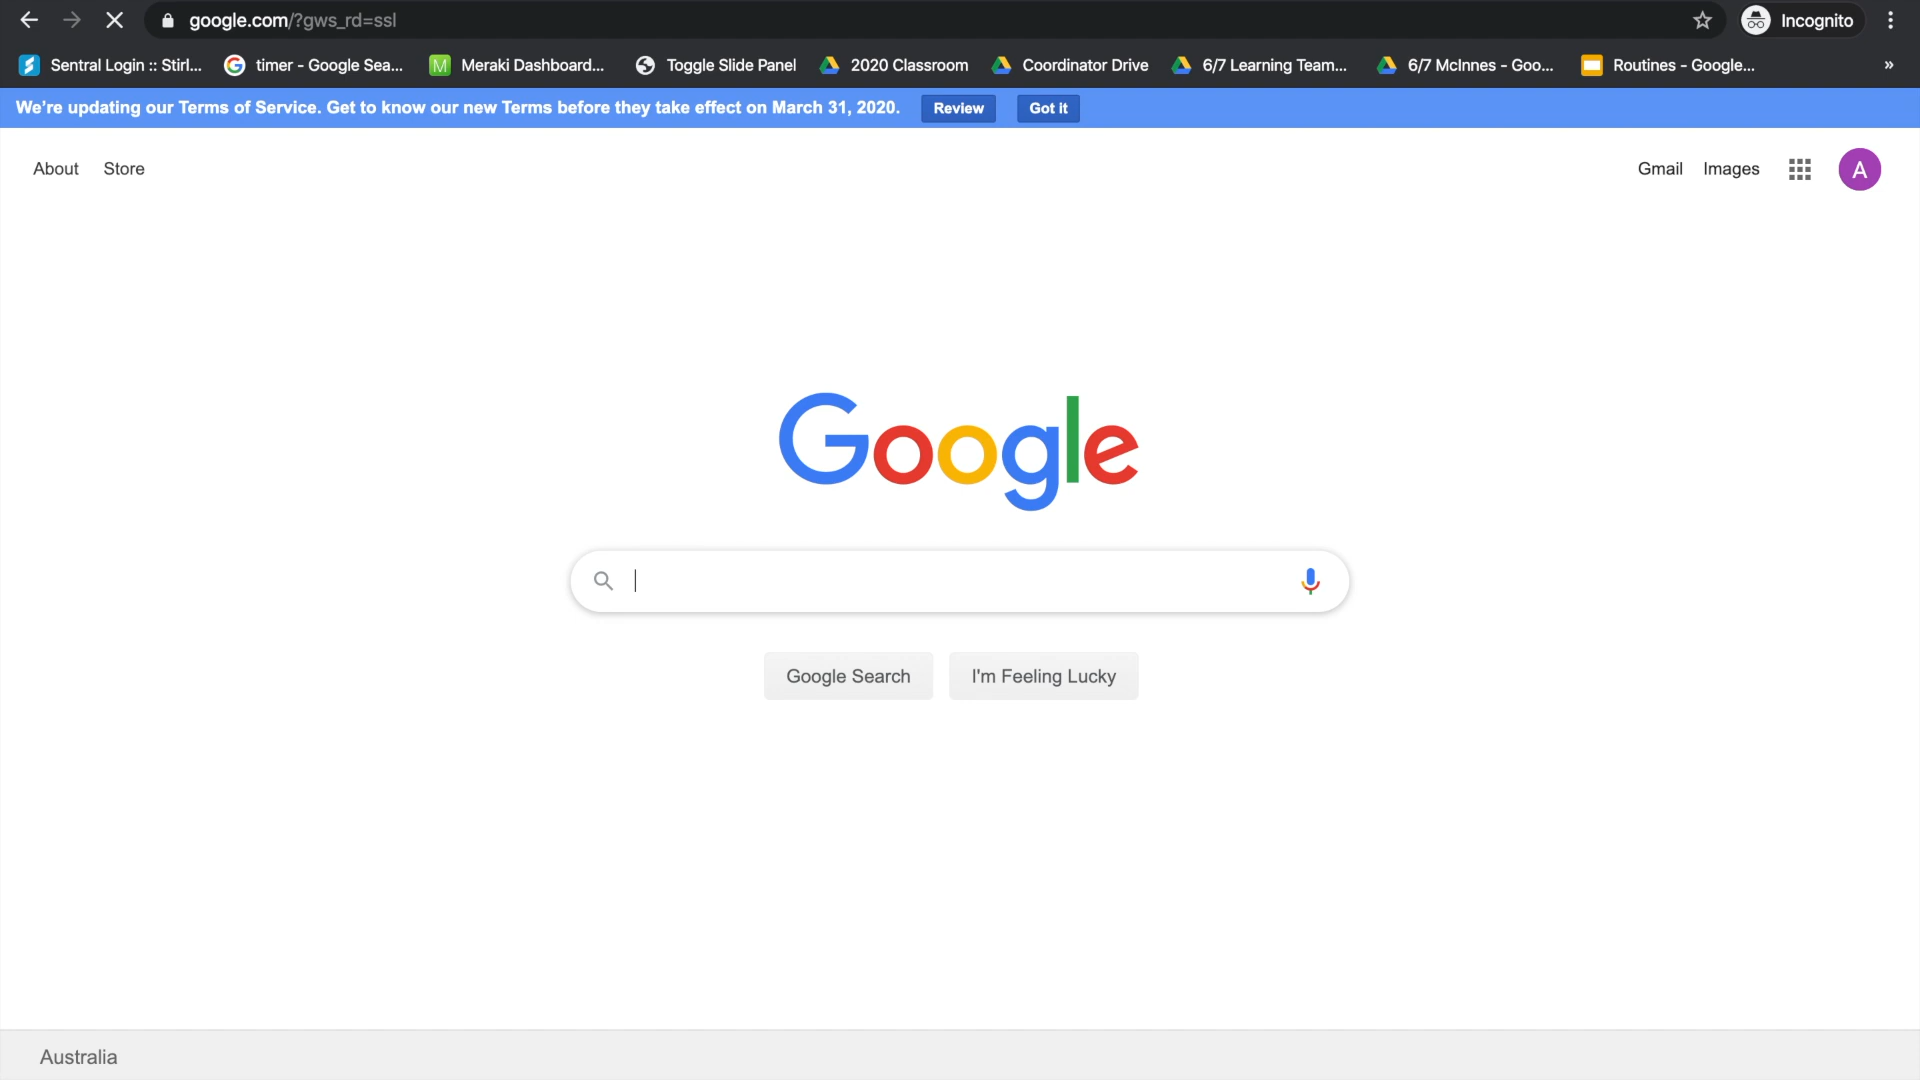 google.com/?gws_rd=ssl
Incognito
Sentral Login :: Stirl... timer - Google Sea... M Meraki Dashboard... Toggle Slide Panel 2020 Classroom Coordinator Drive 6/7 Learning Team... 6/7 McInnes - Goo... Routines - Google... »
We're updating our Terms of Service. Get to know our new Terms before they take effect on March 31, 2020. Review Got it
About Store Gmail Images A
Google
Google Search I'm Feeling Lucky
Australia